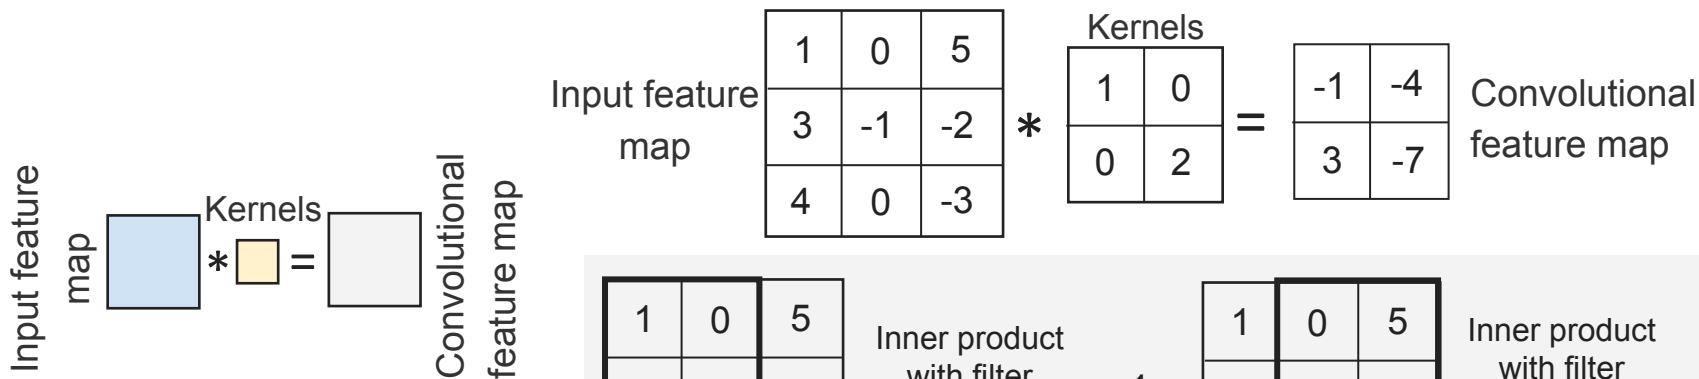 Input feature
map
Kernels
*
=
Convolutional
feature map
Input feature
map
1 0 5
3 -1 -2
4 0 -3
*
Kernels
1 0
0 2
=
-1 -4
3 -7
Convolutional
feature map
1 0 5
Inner product
with filter
1 0 5
Inner product
with filter